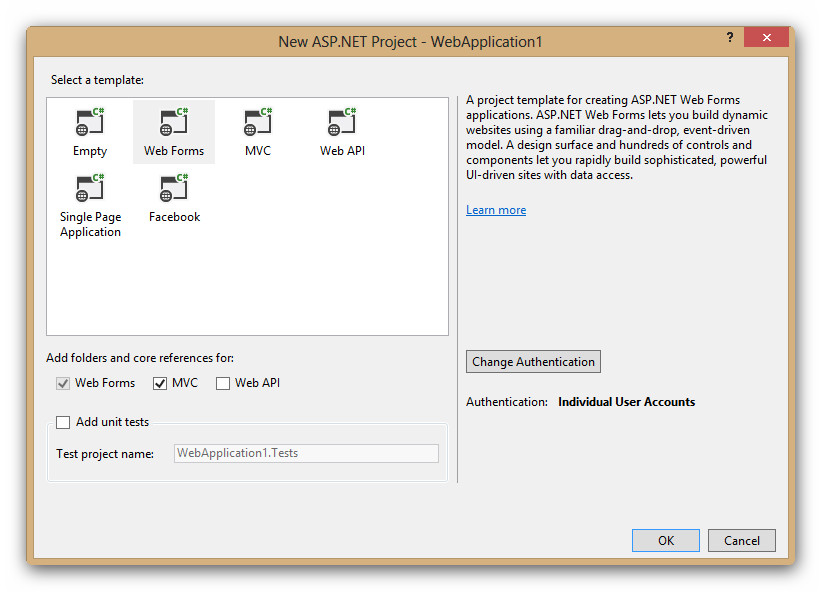 New ASP.NET Project - WebApplication1
?
Select a template:
C# C# C# C#
Empty Web Forms MVC Web API
C# C#
Single Page Facebook
Application
A project template for creating ASP.NET Web Forms
applications. ASP.NET Web Forms lets you build dynamic
websites using a familiar drag-and-drop, event-driven
model. A design surface and hundreds of controls and
components let you rapidly build sophisticated, powerful
UI-driven sites with data access.
Learn more
Add folders and core references for:
Web Forms MVC Web API
Add unit tests
Test project name: WebApplication1.Tests
Change Authentication
Authentication: Individual User Accounts
OK Cancel